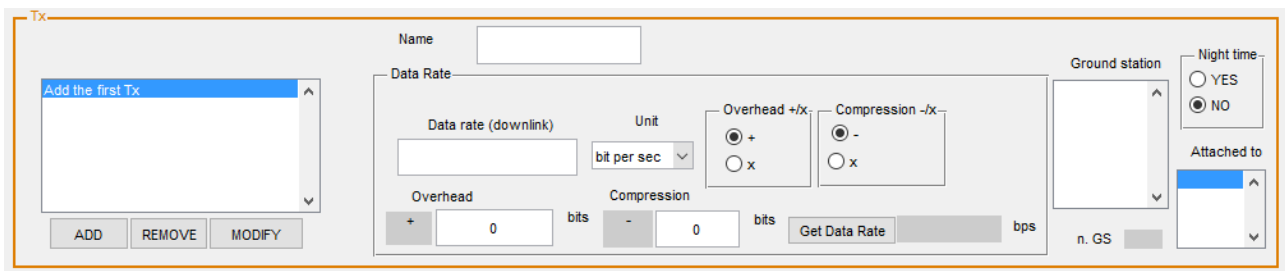 Tx
Name
Add the first Tx
ADD
REMOVE
MODIFY
Data Rate
Data rate (downlink)
Unit
bit per sec
Overhead +/x
+
x
Compression -/x
-
x
Overhead
+
0
bits
Compression
-
0
bits
Get Data Rate
bps
Ground station
n. GS
Night time
YES
NO
Attached to